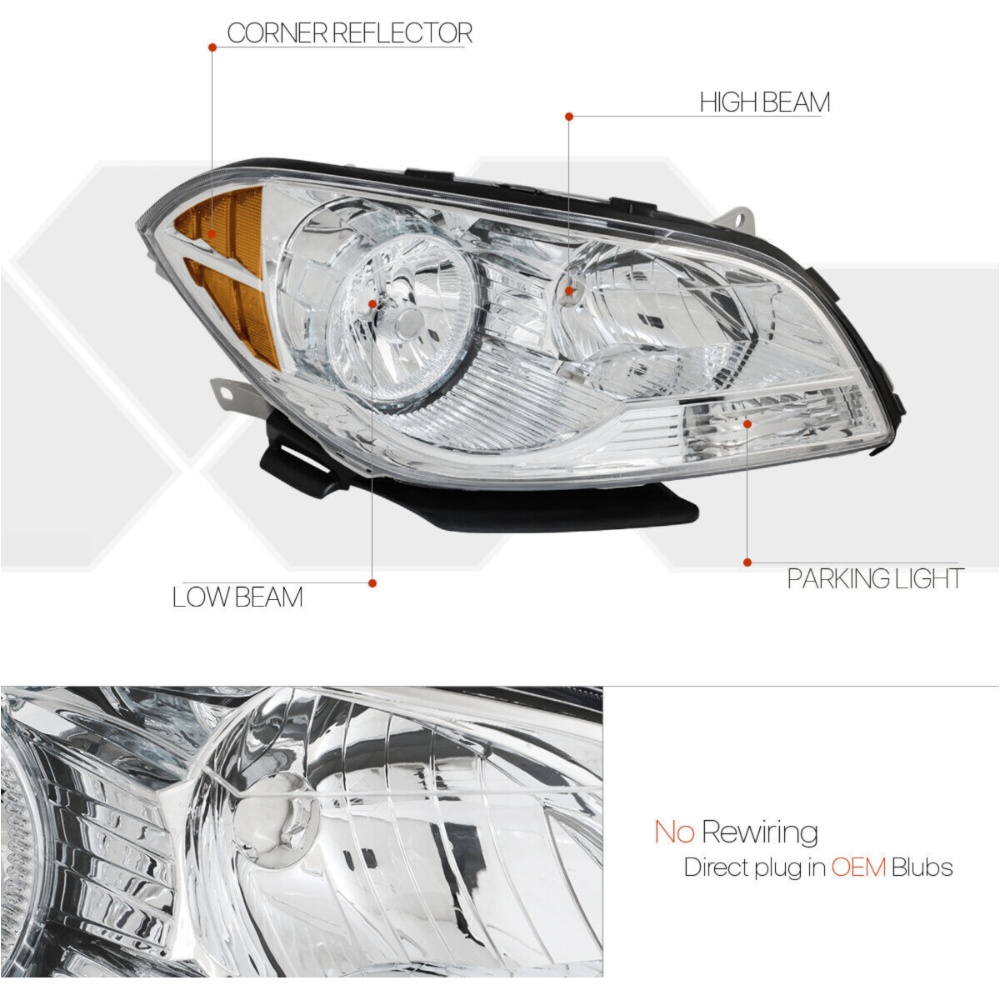 CORNER REFLECTOR
HIGH BEAM
LOW BEAM
PARKING LIGHT
No Rewiring
Direct plug in OEM Blubs